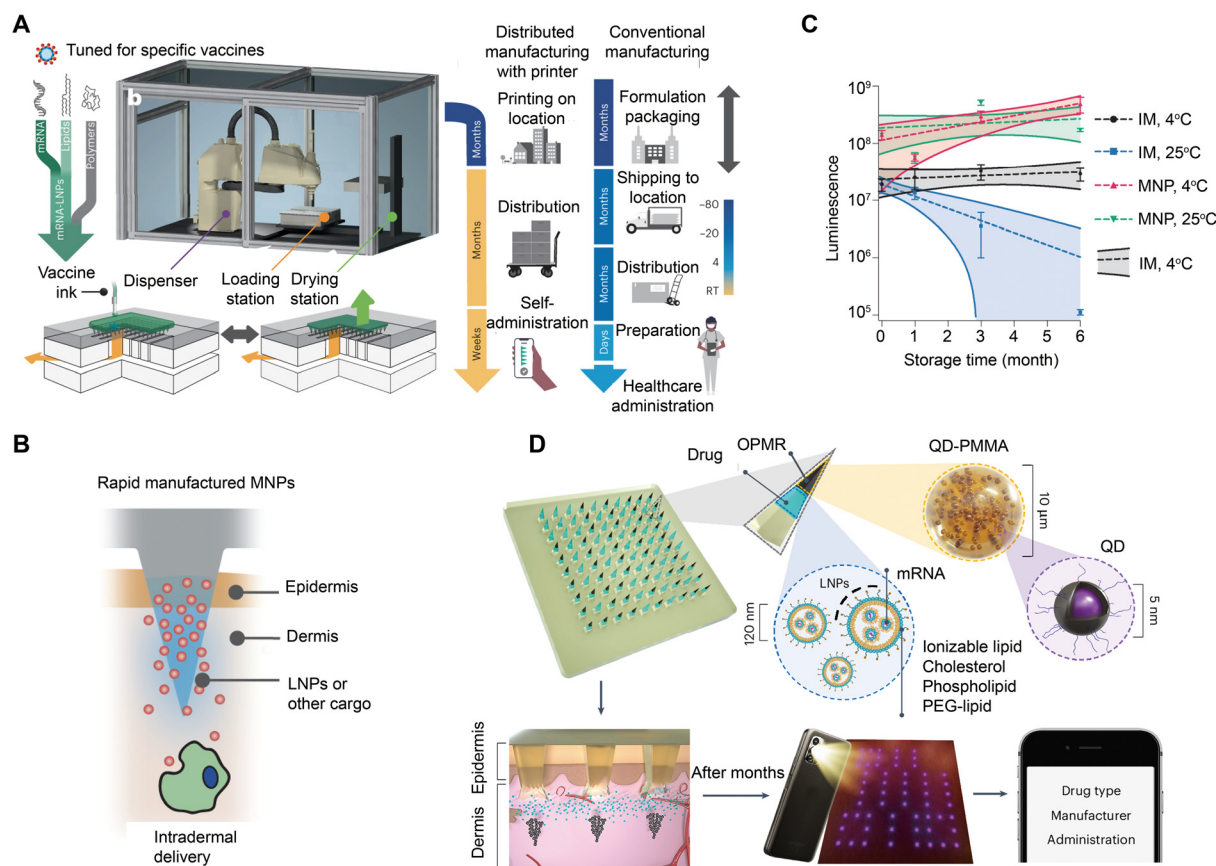 A
Tuned for specific vaccines
mRNA
Lipids
Polymers
mRNA-LNPs
b
Vaccine
ink
Dispenser
Loading
station
Drying
station
Distributed
manufacturing
with printer
Printing on
location
Distribution
Self-
administration
Months
Months
Weeks
Conventional
manufacturing
Formulation
packaging
Shipping to
location
Distribution
Preparation
Healthcare
administration
Months
Months
Months
Days
–80
–20
4
RT
C
Luminescence
10⁹
10⁸
10⁷
10⁶
10⁵
0
1
2
3
4
5
6
Storage time (month)
IM, 4°C
IM, 25°C
MNP, 4°C
MNP, 25°C
IM, 4°C
B
Rapid manufactured MNPs
Epidermis
Dermis
LNPs or
other cargo
Intradermal
delivery
D
Drug
OPMR
QD-PMMA
10 μm
QD
5 nm
LNPs
mRNA
120 nm
Ionizable lipid
Cholesterol
Phospholipid
PEG-lipid
Epidermis
Dermis
After months
Drug type
Manufacturer
Administration